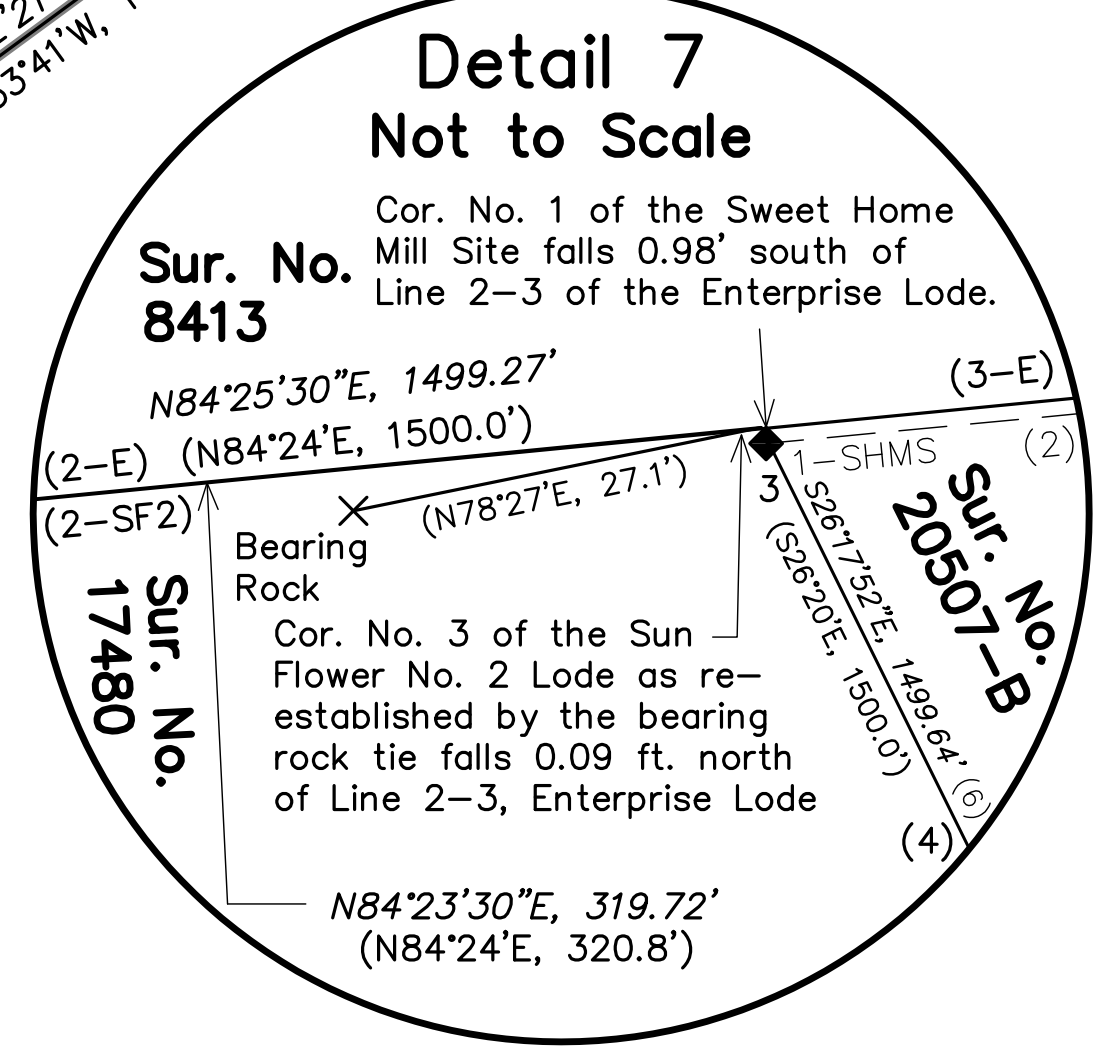 53°41'W,
Detail 7
Not to Scale
Cor. No. 1 of the Sweet Home
Mill Site falls 0.98' south of
Line 2-3 of the Enterprise Lode.
Sur. No.
8413
N84°25'30"E, 1499.27'
(N84°24'E, 1500.0')
(2-E)
(3-E)
(2-SF2)
(2)
1-SHMS
3
(N78°27'E, 27.1')
Bearing
Rock
S26°17'52"E, 1499.64'
(S26°20'E, 1500.0')
(6)
(4)
Sur. No.
20507-B
Sur. No.
17480
Cor. No. 3 of the Sun
Flower No. 2 Lode as re-
established by the bearing
rock tie falls 0.09 ft. north
of Line 2-3, Enterprise Lode
N84°23'30"E, 319.72'
(N84°24'E, 320.8')